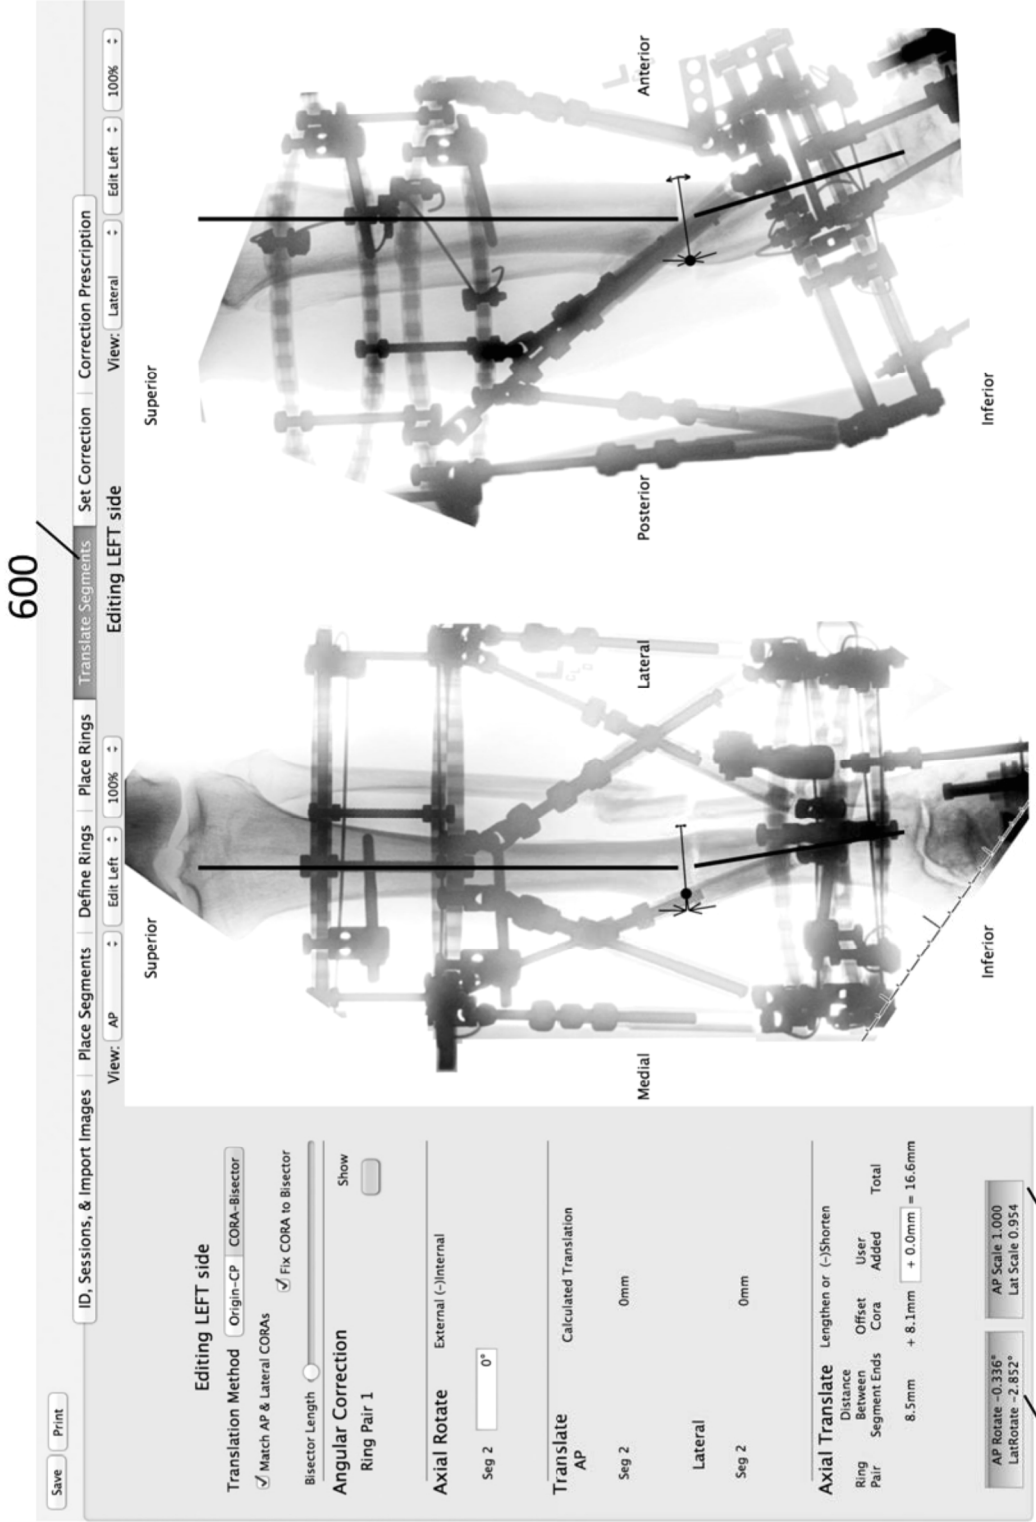 600
Save
Print
ID, Sessions, & Import Images
Place Segments
Define Rings
Place Rings
Translate Segments
Set Correction
Correction Prescription
Editing LEFT side
View: AP
Edit Left
100%
Editing LEFT side
View: Lateral
Edit Left
100%
Translation Method
Origin-CP
CORA-Bisector
Match AP & Lateral CORAs
Fix CORA to Bisector
Bisector Length
Angular Correction
Show
Ring Pair 1
Axial Rotate
External (-)Internal
Seg 2
0°
Translate
AP
Calculated Translation
Seg 2
0mm
Lateral
Seg 2
0mm
Axial Translate
Lengthen or (-)Shorten
Ring Pair
Distance Between Segment Ends
Offset Cora
User Added
Total
8.5mm + 8.1mm + 0.0mm = 16.6mm
AP Rotate -0.336°
LatRotate -2.852°
AP Scale 1.000
Lat Scale 0.954
Superior
Medial
Lateral
Inferior
Superior
Posterior
Anterior
Inferior